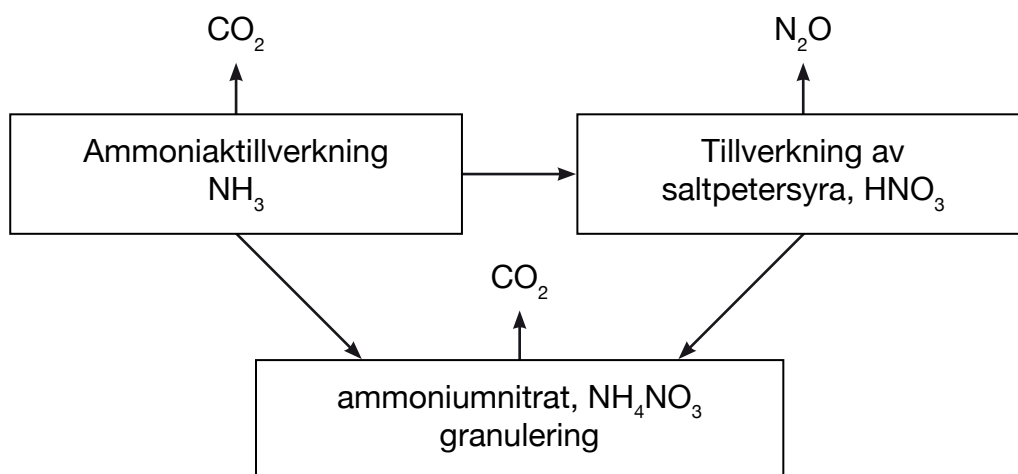 CO₂
N₂O
Ammoniaktillverkning
NH₃
Tillverkning av
saltpetersyra, HNO₃
CO₂
ammoniumnitrat, NH₄NO₃
granulering